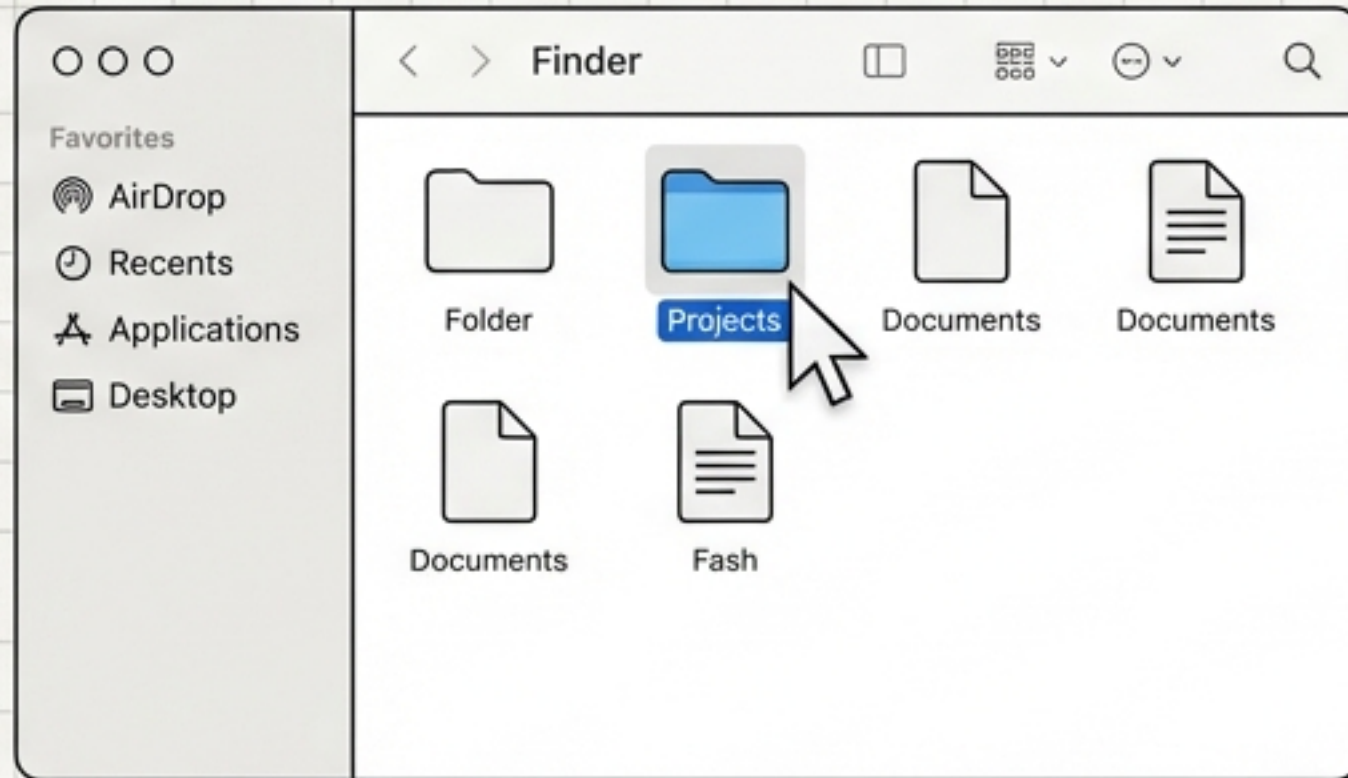 Finder
Favorites
AirDrop
Recents
Applications
Desktop
Folder
Projects
Documents
Documents
Documents
Fash